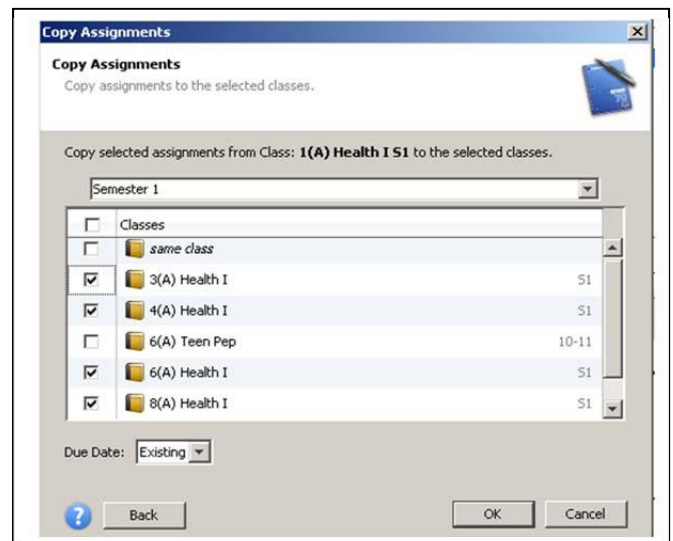 Copy Assignments
Copy Assignments
Copy assignments to the selected classes.
Copy selected assignments from Class: 1(A) Health I S1 to the selected classes.
Semester 1
Classes
same class
3(A) Health I S1
4(A) Health I S1
6(A) Teen Pep 10-11
6(A) Health I S1
8(A) Health I S1
Due Date: Existing
? Back OK Cancel